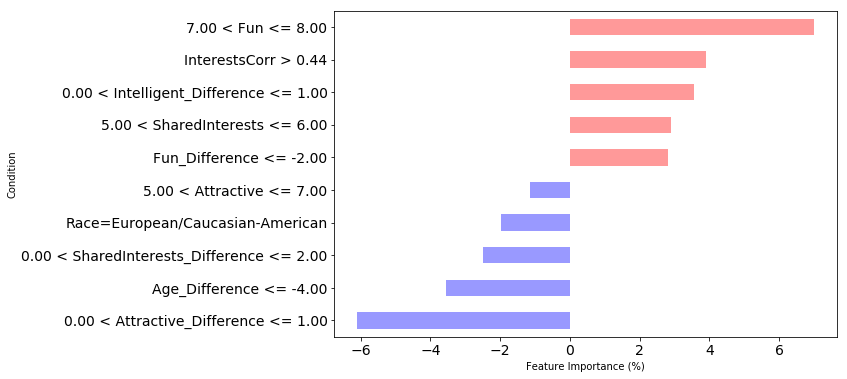 7.00 < Fun <= 8.00
InterestsCorr > 0.44
0.00 < Intelligent_Difference <= 1.00
5.00 < SharedInterests <= 6.00
Fun_Difference <= -2.00
5.00 < Attractive <= 7.00
Race=European/Caucasian-American
0.00 < SharedInterests_Difference <= 2.00
Age_Difference <= -4.00
0.00 < Attractive_Difference <= 1.00
Condition
−6 −4 −2 0 2 4 6
Feature Importance (%)